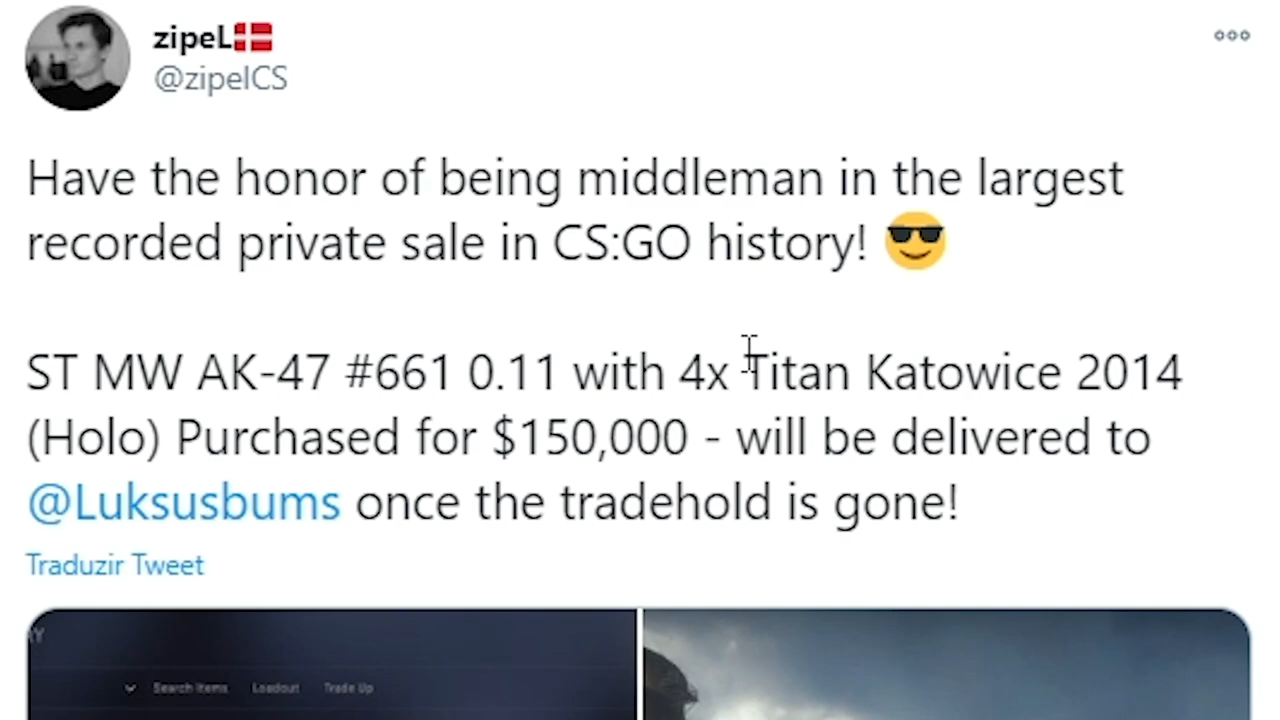 zipeL
@zipelCS
Have the honor of being middleman in the largest
recorded private sale in CS:GO history! 😎
ST MW AK-47 #661 0.11 with 4x Titan Katowice 2014
(Holo) Purchased for $150,000 - will be delivered to
@Luksusbums once the tradehold is gone!
Traduzir Tweet
Search Items Loadout Trade Up